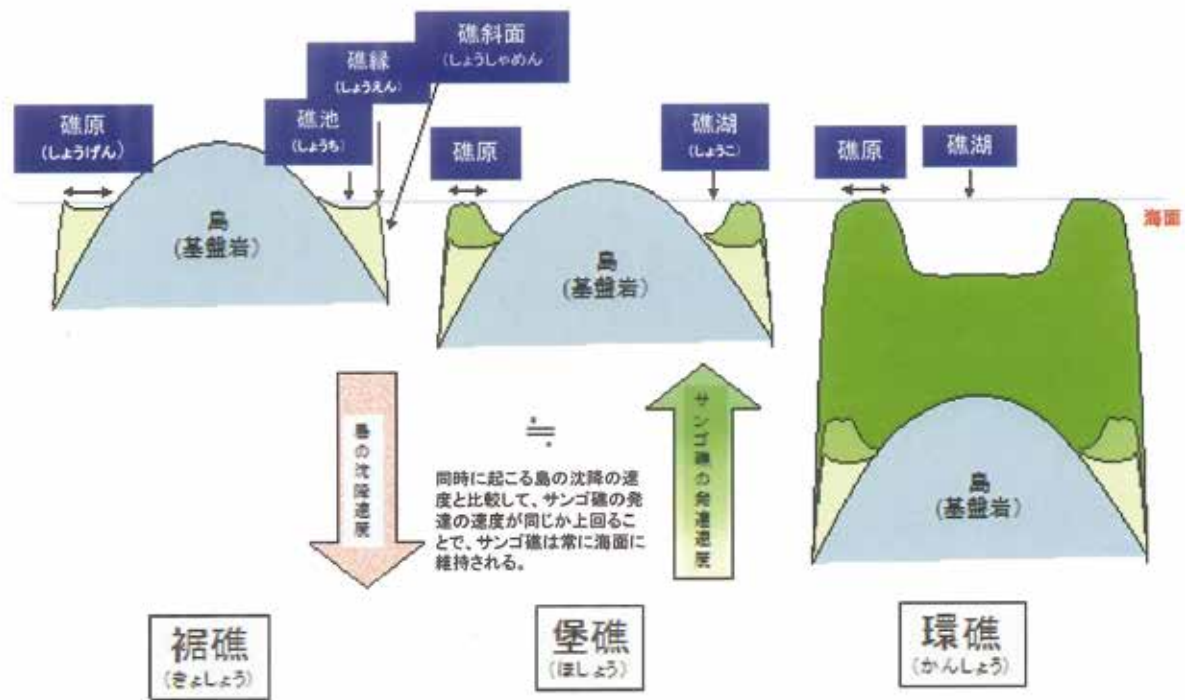 礁斜面
(しょうしゃめん
礁縁
(しょうえん)
礁原
(しょうげん)
礁池
(しょうち)
礁原
礁湖
(しょうこ)
礁原
礁湖
海面
島
(基盤岩)
島
(基盤岩)
島
(基盤岩)
島の沈降速度
≒
同時に起こる島の沈降の速
度と比較して、サンゴ礁の発
達の速度が同じか上回るこ
とで、サンゴ礁は常に海面に
維持される。
サンゴ礁の発達速度
裾礁
(きょしょう)
堡礁
(ほしょう)
環礁
(かんしょう)